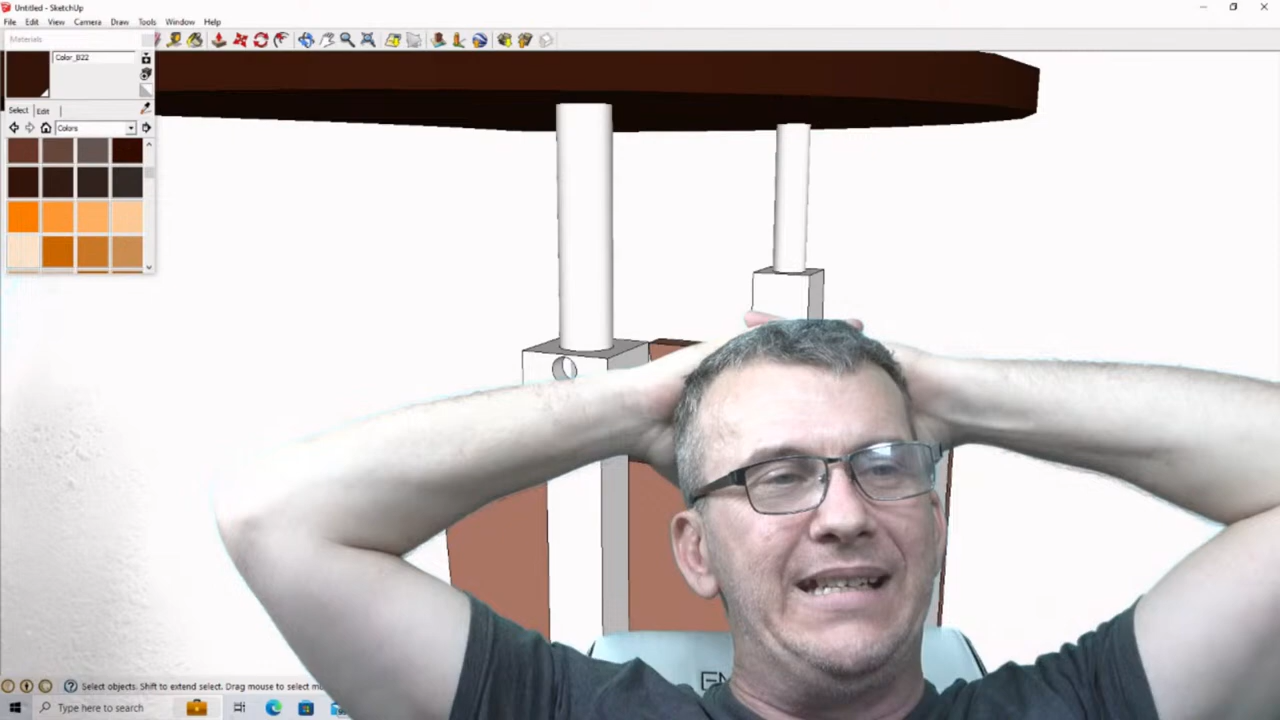 Untitled - SketchUp
File Edit View Camera Draw Tools Window Help
Materials
Color_B22
Select Edit
Colors
Select objects. Shift to extend select. Drag mouse to select
Type here to search